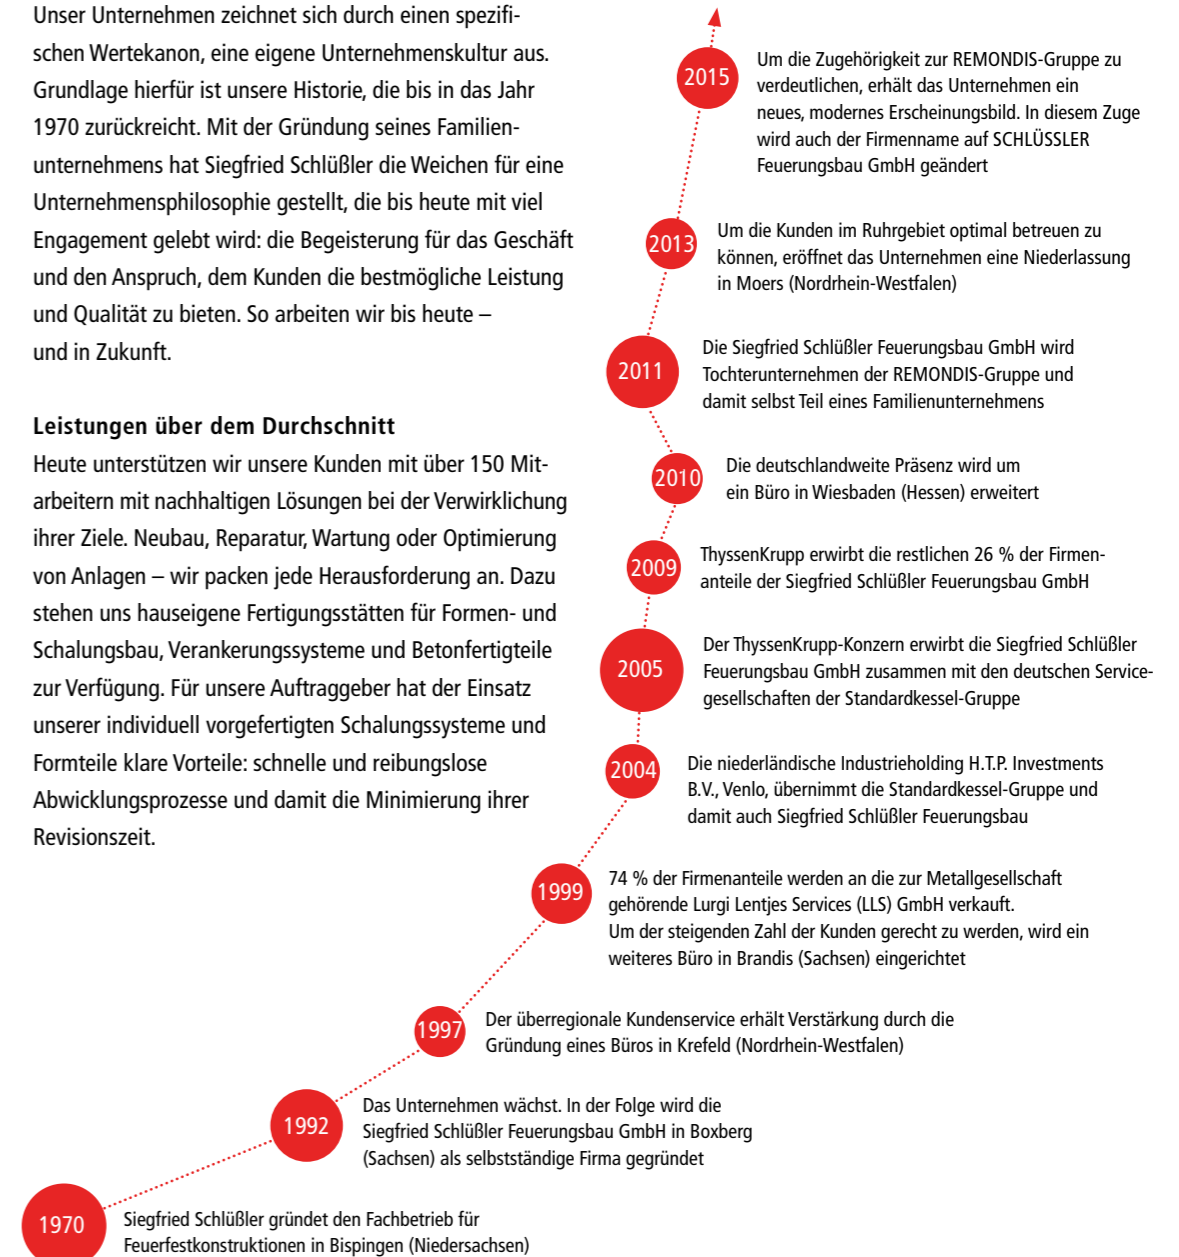 Unser Unternehmen zeichnet sich durch einen spezifi-
schen Wertekanon, eine eigene Unternehmenskultur aus.
Grundlage hierfür ist unsere Historie, die bis in das Jahr
1970 zurückreicht. Mit der Gründung seines Familien-
unternehmens hat Siegfried Schlüßler die Weichen für eine
Unternehmensphilosophie gestellt, die bis heute mit viel
Engagement gelebt wird: die Begeisterung für das Geschäft
und den Anspruch, dem Kunden die bestmögliche Leistung
und Qualität zu bieten. So arbeiten wir bis heute –
und in Zukunft.
Leistungen über dem Durchschnitt
Heute unterstützen wir unsere Kunden mit über 150 Mit-
arbeitern mit nachhaltigen Lösungen bei der Verwirklichung
ihrer Ziele. Neubau, Reparatur, Wartung oder Optimierung
von Anlagen – wir packen jede Herausforderung an. Dazu
stehen uns hauseigene Fertigungsstätten für Formen- und
Schalungsbau, Verankerungssysteme und Betonfertigteile
zur Verfügung. Für unsere Auftraggeber hat der Einsatz
unserer individuell vorgefertigten Schalungssysteme und
Formteile klare Vorteile: schnelle und reibungslose
Abwicklungsprozesse und damit die Minimierung ihrer
Revisionszeit.
2015
Um die Zugehörigkeit zur REMONDIS-Gruppe zu
verdeutlichen, erhält das Unternehmen ein
neues, modernes Erscheinungsbild. In diesem Zuge
wird auch der Firmenname auf SCHLÜSSLER
Feuerungsbau GmbH geändert
2013
Um die Kunden im Ruhrgebiet optimal betreuen zu
können, eröffnet das Unternehmen eine Niederlassung
in Moers (Nordrhein-Westfalen)
2011
Die Siegfried Schlüßler Feuerungsbau GmbH wird
Tochterunternehmen der REMONDIS-Gruppe und
damit selbst Teil eines Familienunternehmens
2010
Die deutschlandweite Präsenz wird um
ein Büro in Wiesbaden (Hessen) erweitert
2009
ThyssenKrupp erwirbt die restlichen 26 % der Firmen-
anteile der Siegfried Schlüßler Feuerungsbau GmbH
2005
Der ThyssenKrupp-Konzern erwirbt die Siegfried Schlüßler
Feuerungsbau GmbH zusammen mit den deutschen Service-
gesellschaften der Standardkessel-Gruppe
2004
Die niederländische Industrieholding H.T.P. Investments
B.V., Venlo, übernimmt die Standardkessel-Gruppe und
damit auch Siegfried Schlüßler Feuerungsbau
1999
74 % der Firmenanteile werden an die zur Metallgesellschaft
gehörende Lurgi Lentjes Services (LLS) GmbH verkauft.
Um der steigenden Zahl der Kunden gerecht zu werden, wird ein
weiteres Büro in Brandis (Sachsen) eingerichtet
1997
Der überregionale Kundenservice erhält Verstärkung durch die
Gründung eines Büros in Krefeld (Nordrhein-Westfalen)
1992
Das Unternehmen wächst. In der Folge wird die
Siegfried Schlüßler Feuerungsbau GmbH in Boxberg
(Sachsen) als selbstständige Firma gegründet
1970
Siegfried Schlüßler gründet den Fachbetrieb für
Feuerfestkonstruktionen in Bispingen (Niedersachsen)